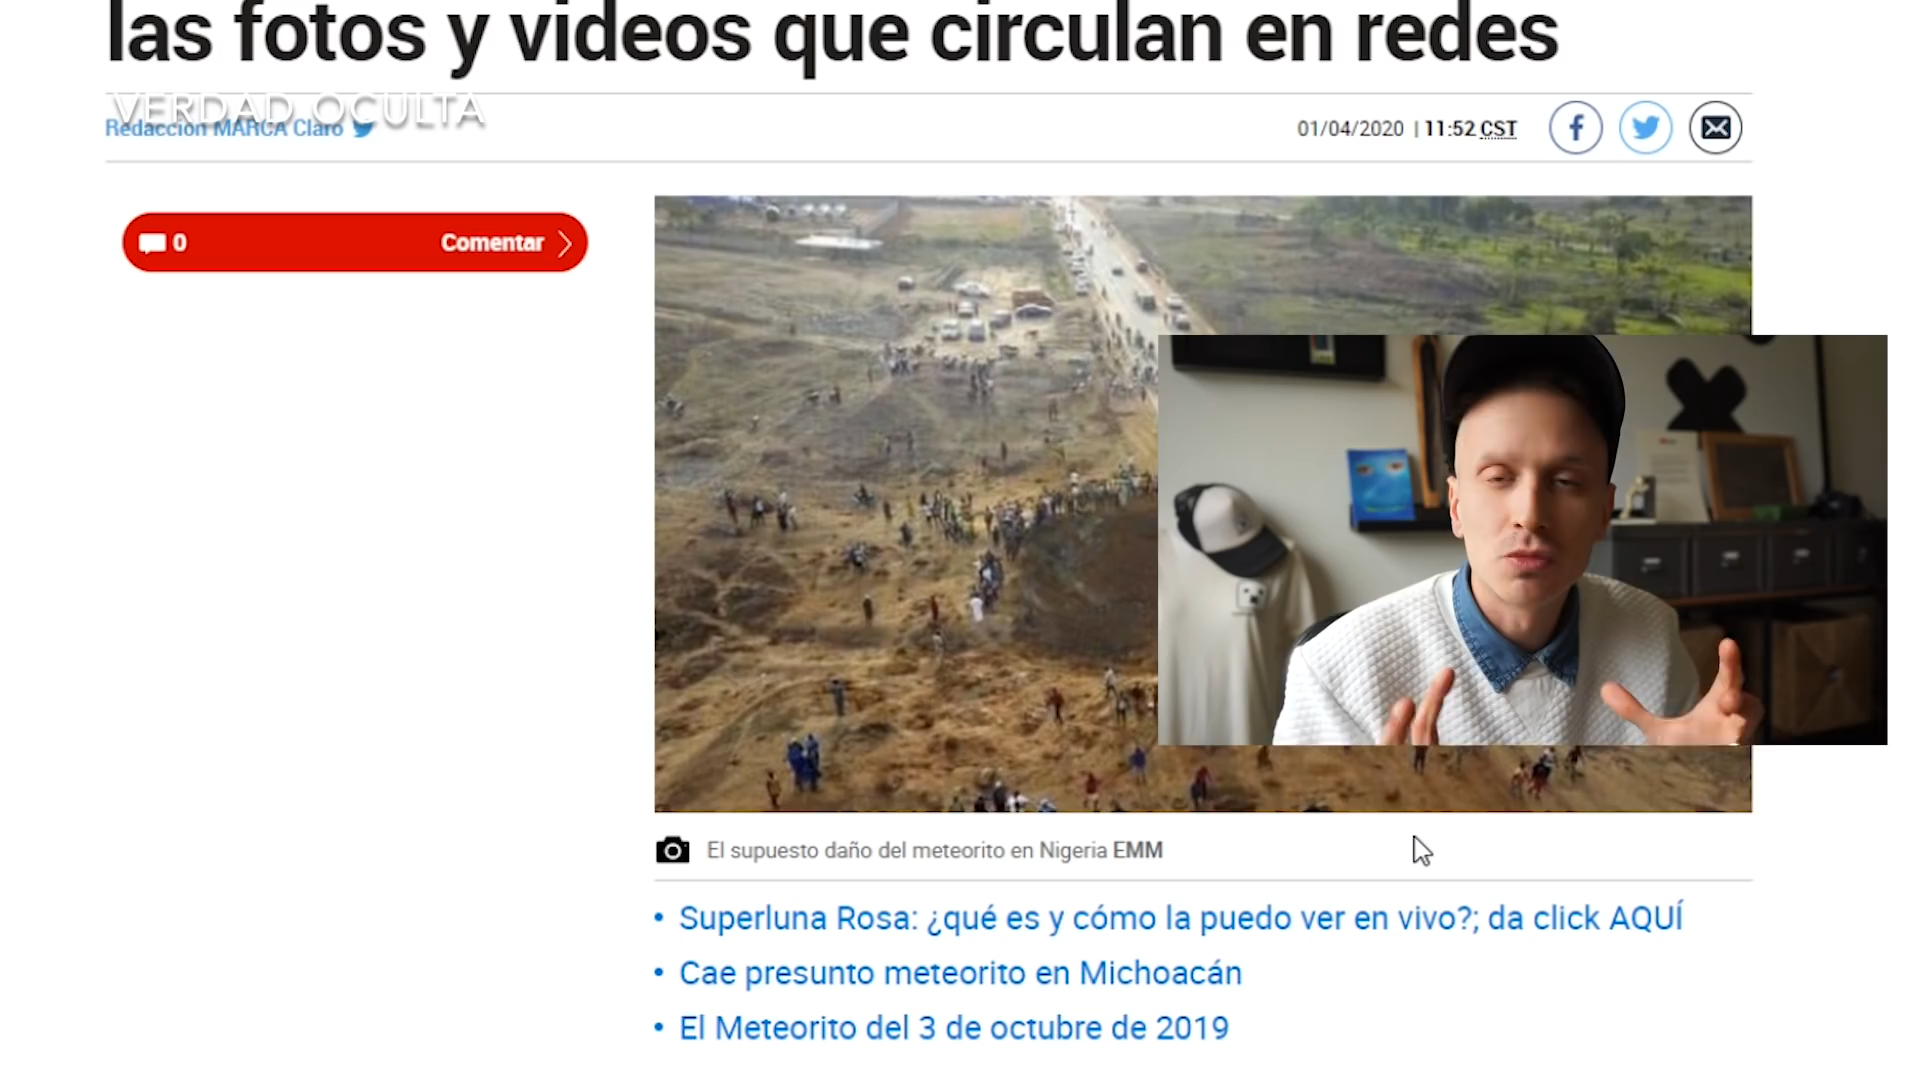 las fotos y videos que circulan en redes
VERDAD OCULTA
Redacción MARCA Claro
01/04/2020 | 11:52 CST
0 Comentar
El supuesto daño del meteorito en Nigeria EMM
• Superluna Rosa: ¿qué es y cómo la puedo ver en vivo?; da click AQUÍ
• Cae presunto meteorito en Michoacán
• El Meteorito del 3 de octubre de 2019